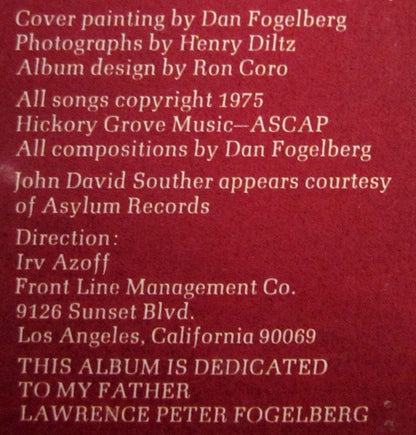 Cover painting by Dan Fogelberg
Photographs by Henry Diltz
Album design by Ron Coro
All songs copyright 1975
Hickory Grove Music—ASCAP
All compositions by Dan Fogelberg
John David Souther appears courtesy
of Asylum Records
Direction:
Irv Azoff
Front Line Management Co.
9126 Sunset Blvd.
Los Angeles, California 90069
THIS ALBUM IS DEDICATED
TO MY FATHER
LAWRENCE PETER FOGELBERG